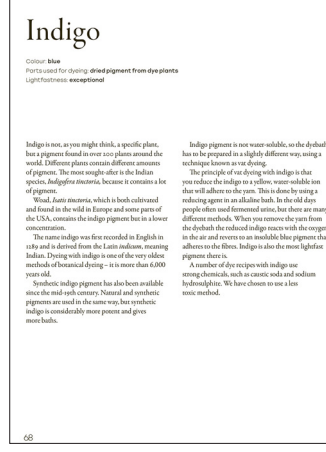 Indigo
Colour: blue
Parts used for dyeing: dried pigment from dye plants
Lightfastness: exceptional
Indigo is not, as you might think, a specific plant,
but a pigment found in over 200 plants around the
world. Different plants contain different amounts
of pigment. The most sought-after is the Indian
species, Indigofera tinctoria, because it contains a lot
of pigment.
Woad, Isatis tinctoria, which is both cultivated
and found in the wild in Europe and some parts of
the USA, contains the indigo pigment but in a lower
concentration.
The name indigo was first recorded in English in
1289 and is derived from the Latin indicum, meaning
Indian. Dyeing with indigo is one of the very oldest
methods of botanical dyeing – it is more than 6,000
years old.
Synthetic indigo pigment has also been available
since the mid-19th century. Natural and synthetic
pigments are used in the same way, but synthetic
indigo is considerably more potent and gives
more baths.
Indigo pigment is not water-soluble, so the dyebath
has to be prepared in a slightly different way, using a
technique known as vat dyeing.
The principle of vat dyeing with indigo is that
you reduce the indigo to a yellow, water-soluble ion
that will adhere to the yarn. This is done by using a
reducing agent in an alkaline bath. In the old days
people often used fermented urine, but there are many
different methods. When you remove the yarn from
the dyebath the reduced indigo reacts with the oxygen
in the air and reverts to an insoluble blue pigment tha
adheres to the fibres. Indigo is also the most lightfast
pigment there is.
A number of dye recipes with indigo use
strong chemicals, such as caustic soda and sodium
hydrosulphite. We have chosen to use a less
toxic method.
68